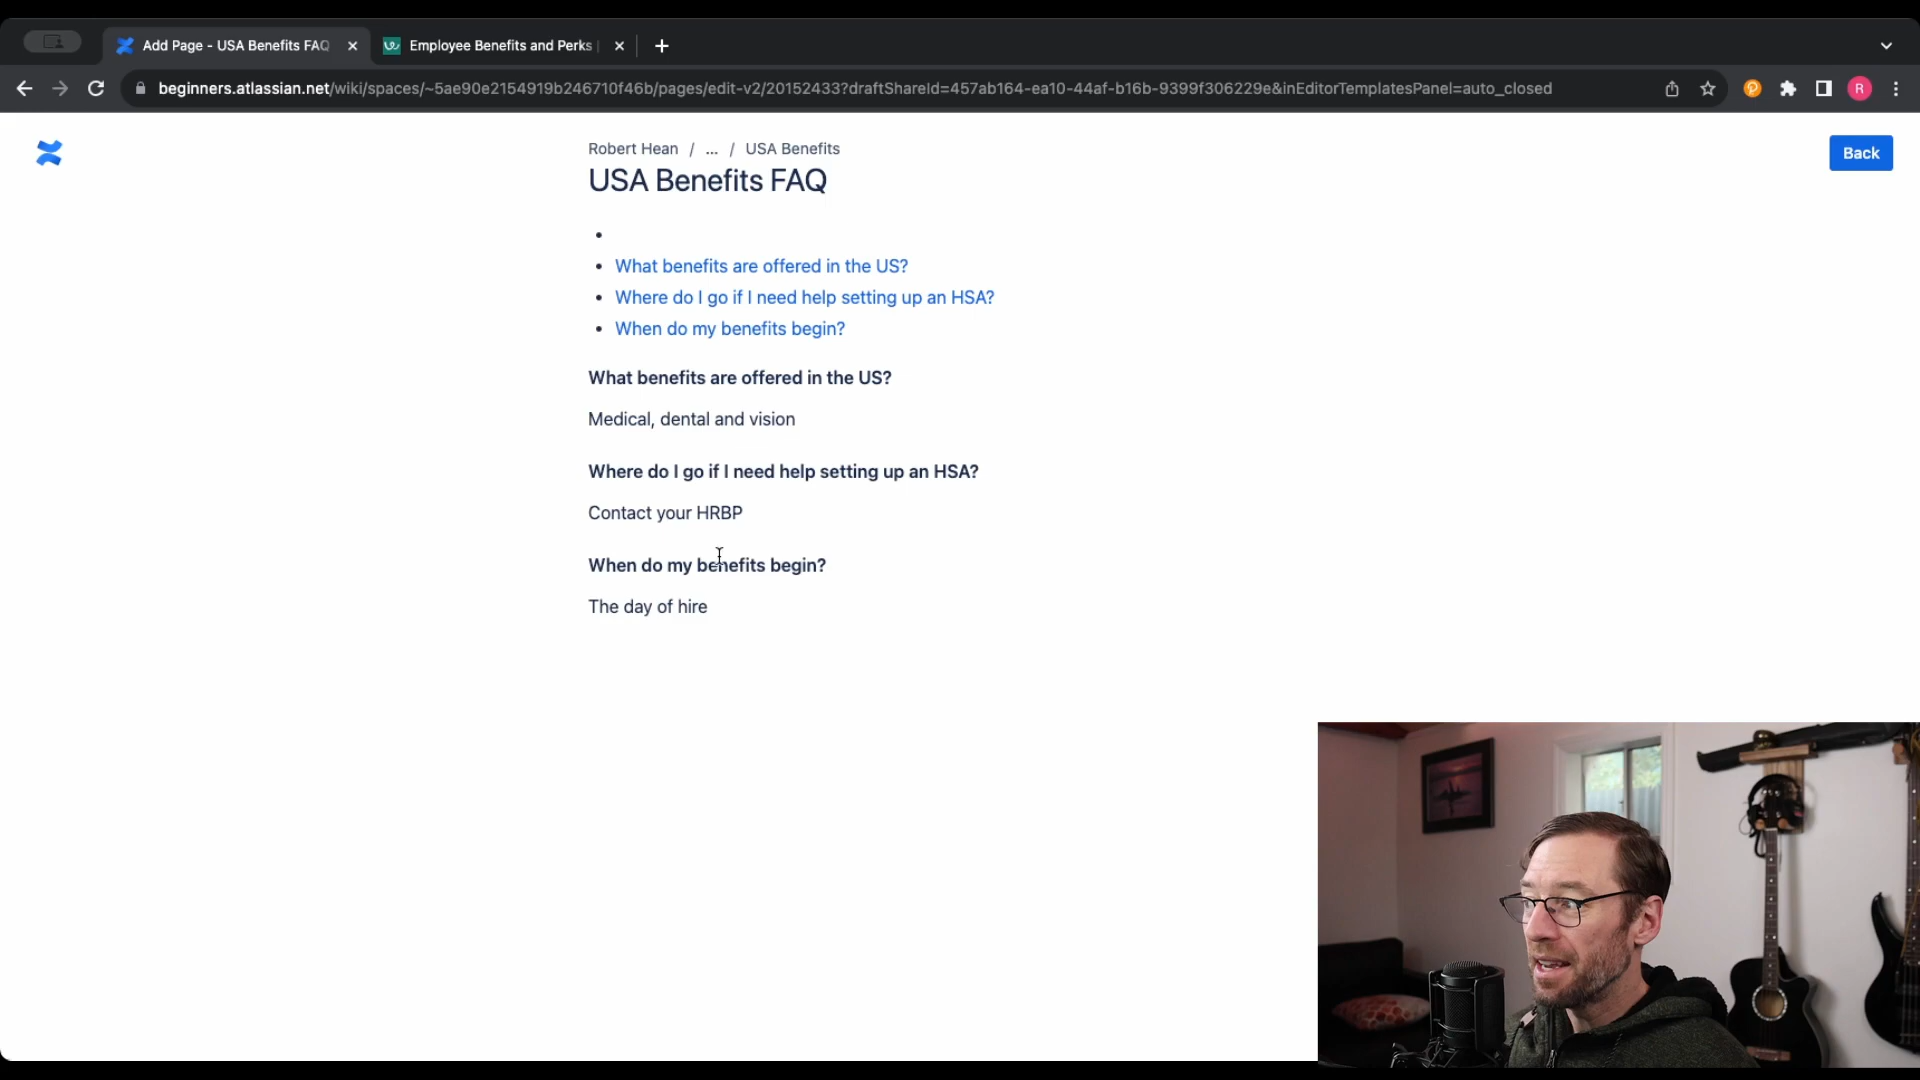 Add Page - USA Benefits FAQ
Employee Benefits and Perks
beginners.atlassian.net/wiki/spaces/~5ae90e2154919b246710f46b/pages/edit-v2/20152433?draftShareId=457ab164-ea10-44af-b16b-9399f306229e&inEditorTemplatesPanel=auto_closed
R
Robert Hean / ... / USA Benefits
Back
USA Benefits FAQ
What benefits are offered in the US?
Where do I go if I need help setting up an HSA?
When do my benefits begin?
What benefits are offered in the US?
Medical, dental and vision
Where do I go if I need help setting up an HSA?
Contact your HRBP
When do my benefits begin?
The day of hire